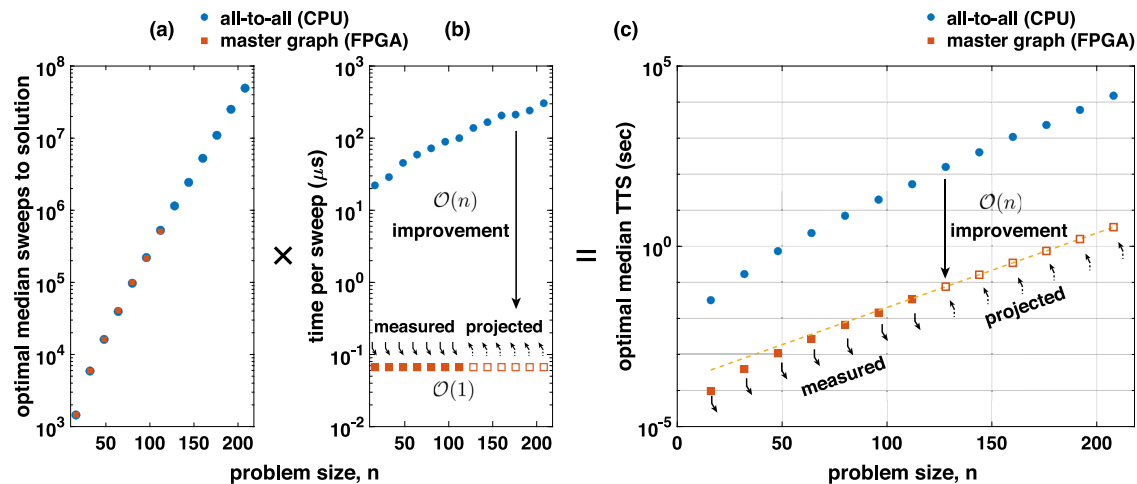 (a)
all-to-all (CPU)
master graph (FPGA)
(b)
(c)
all-to-all (CPU)
master graph (FPGA)
optimal median sweeps to solution
10^8
10^7
10^6
10^5
10^4
10^3
50
100
150
200
problem size, n
×
time per sweep (μs)
10^3
10^2
10^1
10^0
10^-1
10^-2
O(n)
improvement
measured
projected
O(1)
50
100
150
200
problem size, n
=
optimal median TTS (sec)
10^5
10^0
10^-5
O(n)
improvement
projected
measured
0
50
100
150
200
problem size, n